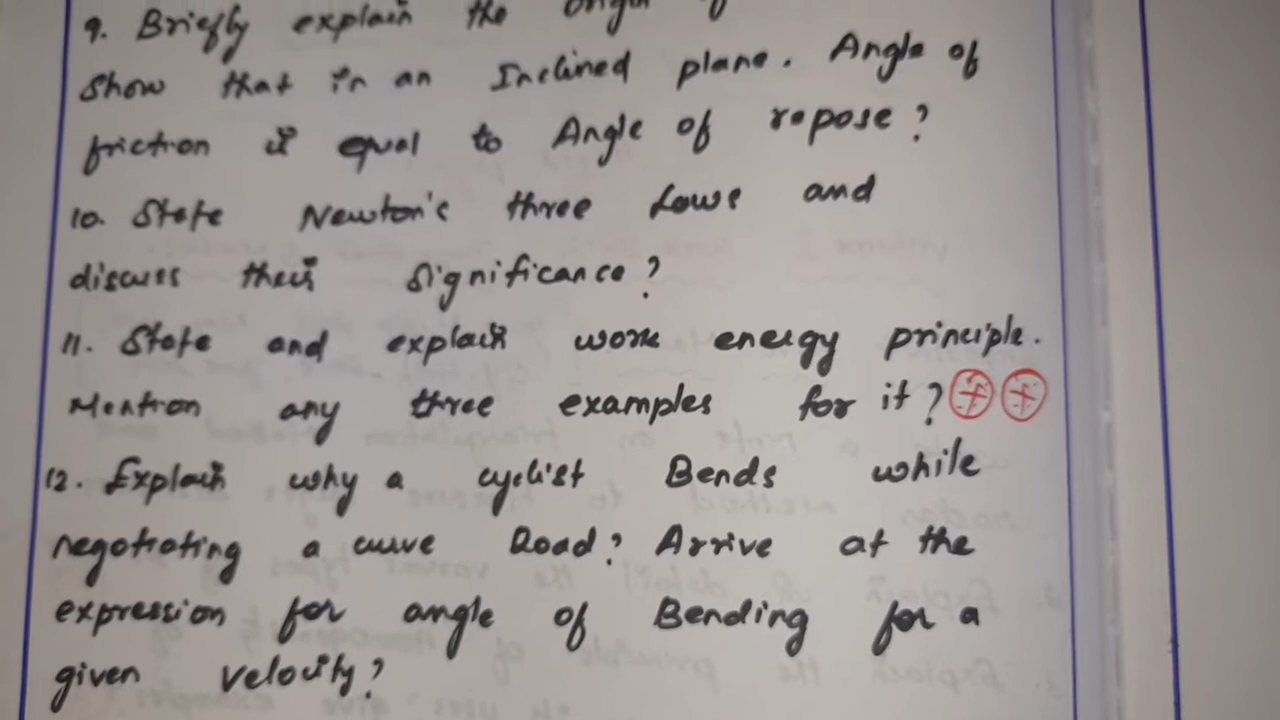 9. Briefly explain the origin of
show that in an Inclined plane. Angle of
friction is equal to Angle of repose?
10. State Newton's three Laws and
discuss their significance?
11. State and explain work energy principle.
Mention any three examples for it?
12. Explain why a cyclist Bends while
negotiating a curve Road? Arrive at the
expression for angle of Bending for a
given velocity?